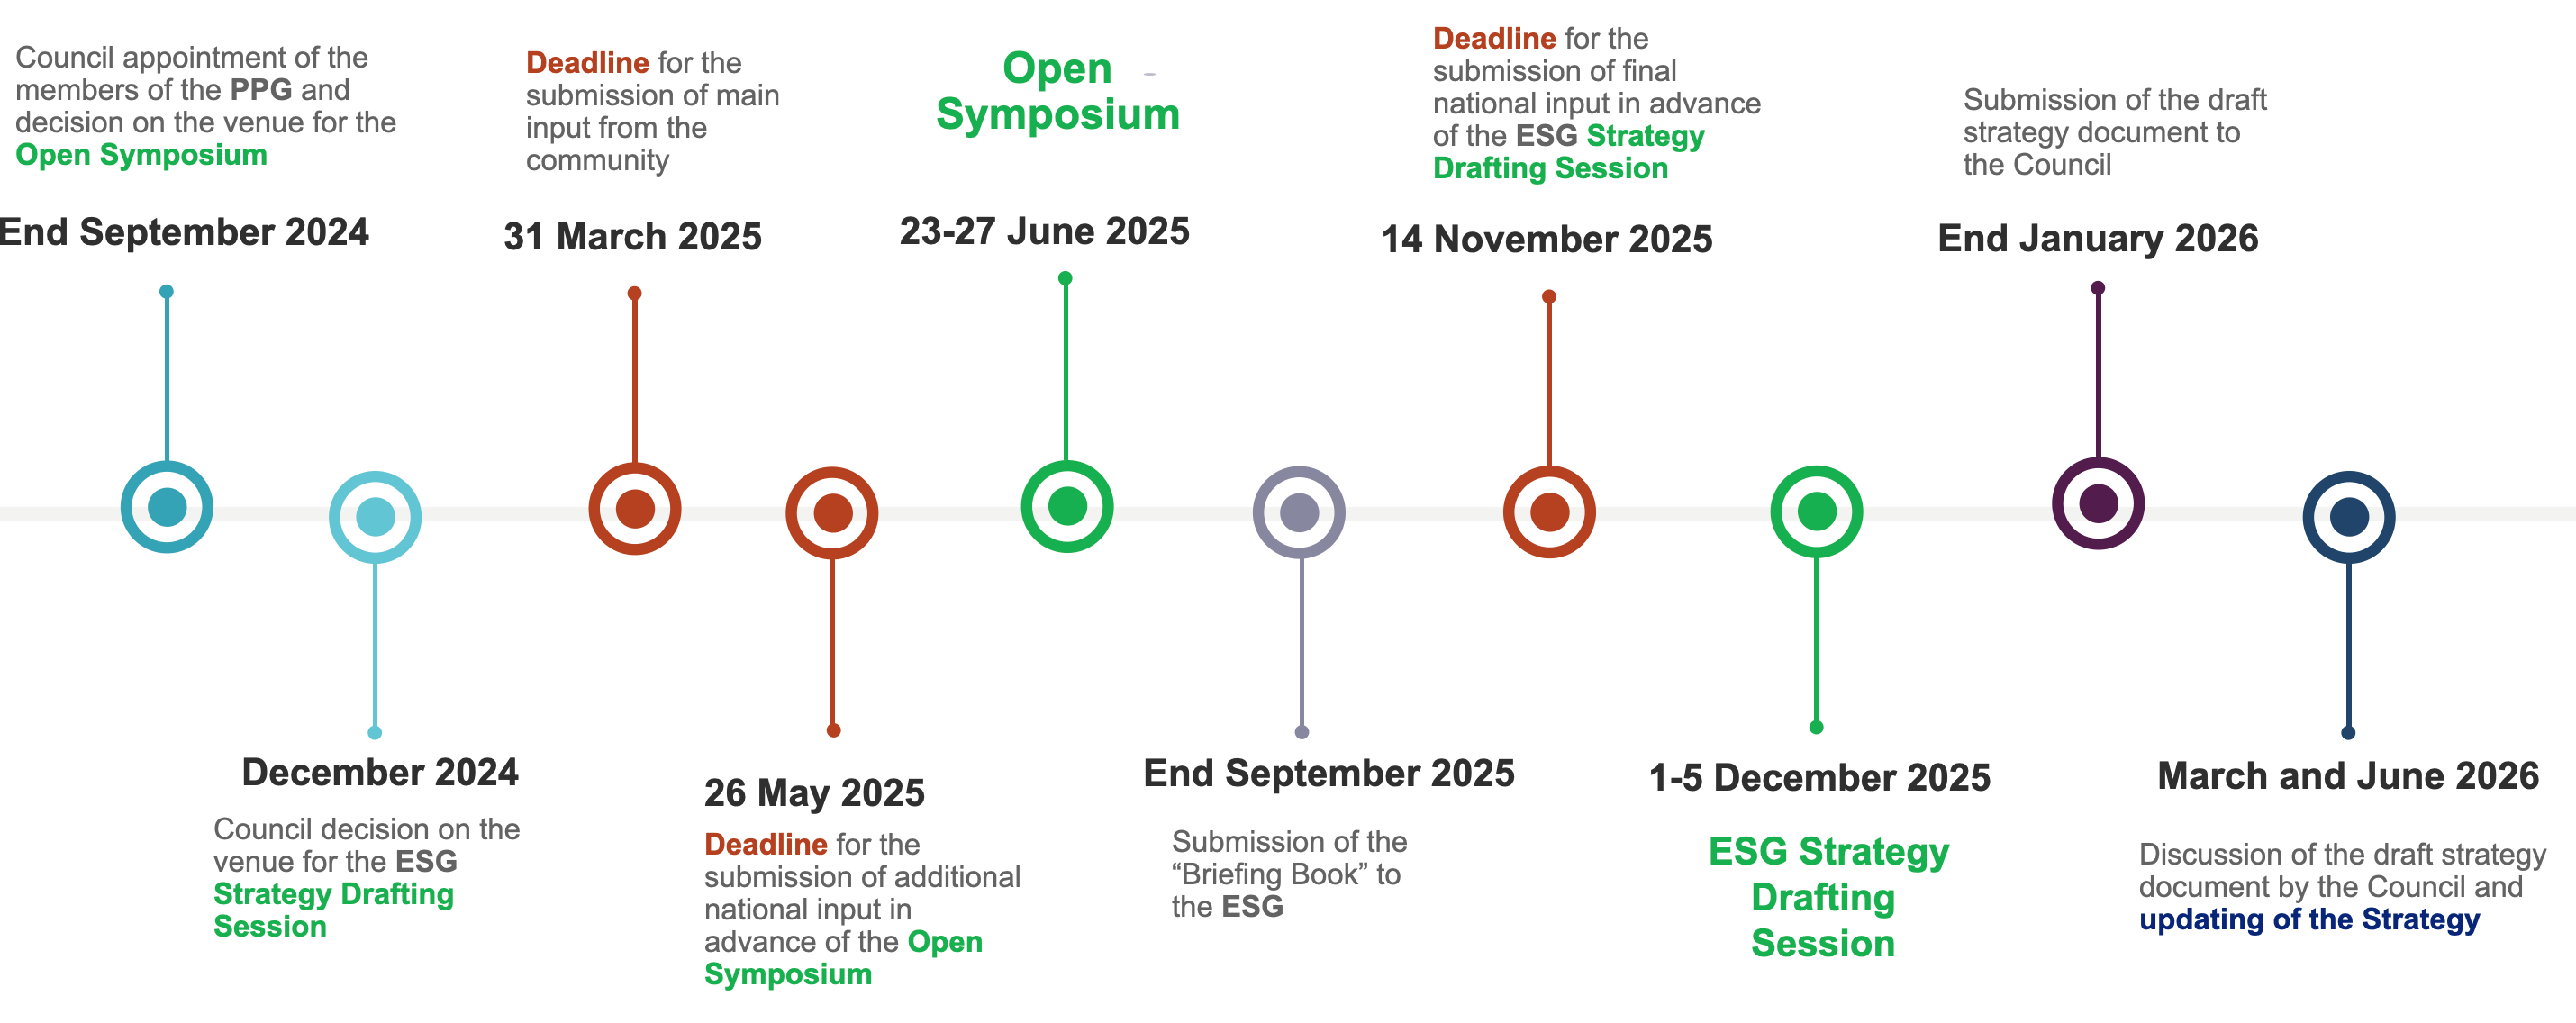 Council appointment of the
members of the PPG and
decision on the venue for the
Open Symposium
End September 2024
December 2024
Council decision on the
venue for the ESG
Strategy Drafting
Session
Deadline for the
submission of main
input from the
community
31 March 2025
26 May 2025
Deadline for the
submission of additional
national input in
advance of the Open
Symposium
Open
Symposium
23-27 June 2025
End September 2025
Submission of the
“Briefing Book” to
the ESG
Deadline for the
submission of final
national input in advance
of the ESG Strategy
Drafting Session
14 November 2025
1-5 December 2025
ESG Strategy
Drafting
Session
Submission of the draft
strategy document to
the Council
End January 2026
March and June 2026
Discussion of the draft strategy
document by the Council and
updating of the Strategy